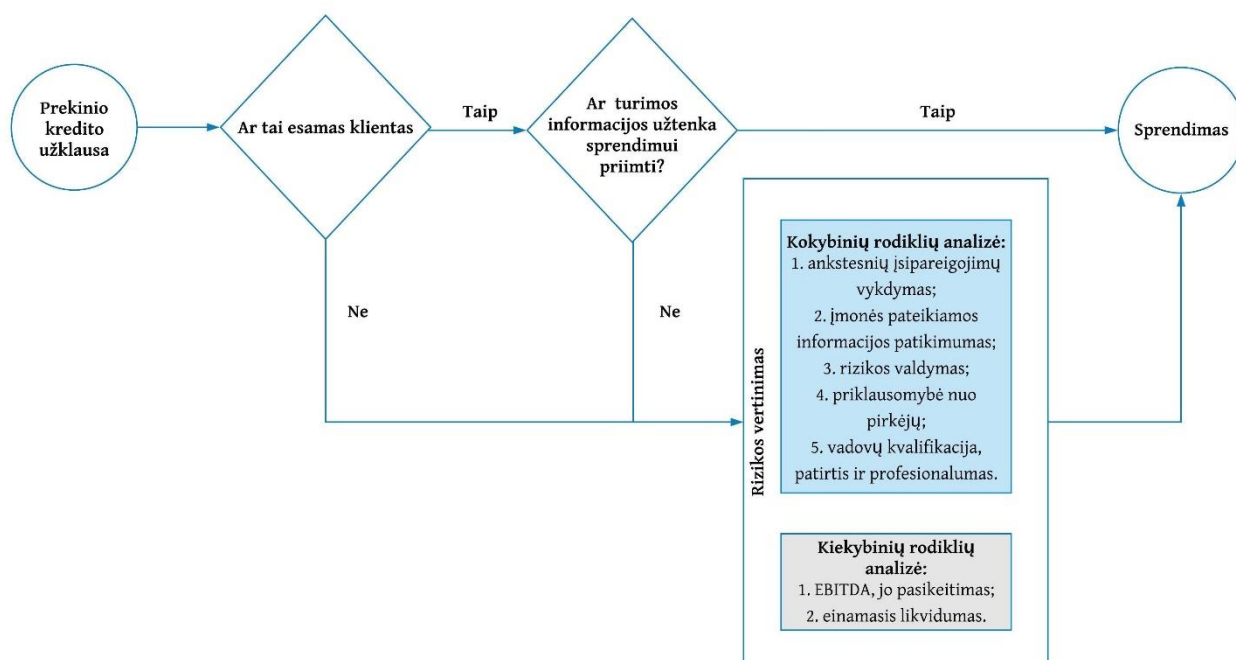 Prekinio
kredito
užklausa
Ar tai esamas klientas
Taip
Ar turimos
informacijos užtenka
sprendimui
priimti?
Taip
Sprendimas
Ne
Ne
Rizikos vertinimas
Kokybinių rodiklių analizė:
1. ankstesnių įsipareigojimų
vykdymas;
2. įmonės pateikiamos
informacijos patikimumas;
3. rizikos valdymas;
4. priklausomybė nuo
pirkėjų;
5. vadovų kvalifikacija,
patirtis ir profesionalumas.
Kiekybinių rodiklių
analizė:
1. EBITDA, jo pasikeitimas;
2. einamasis likvidumas.